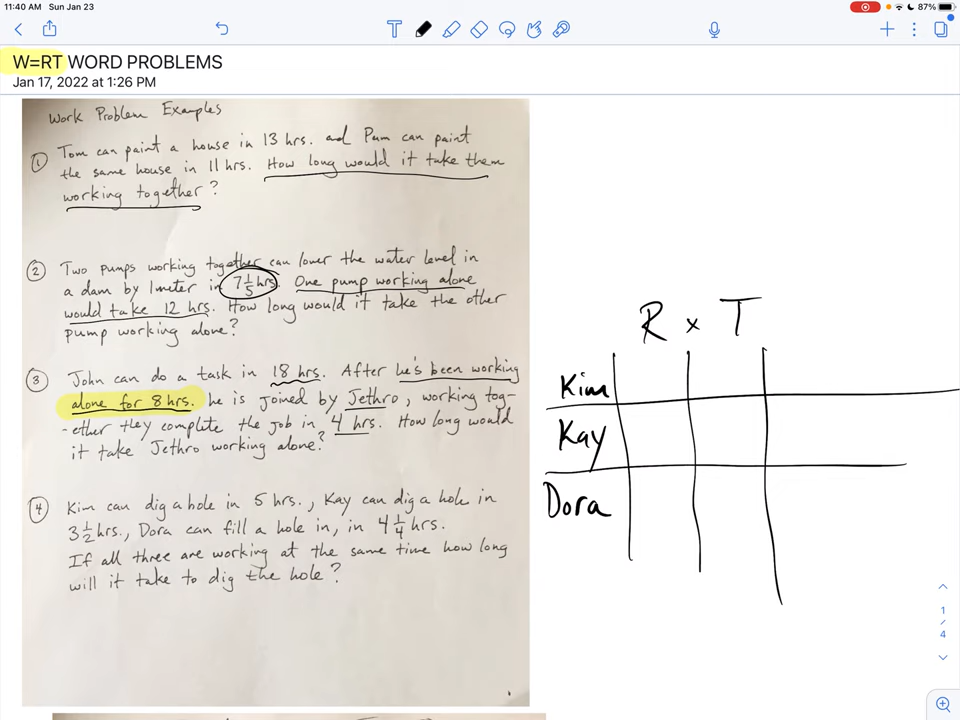 11:40 AM Sun Jan 23
87%
T
W=RT WORD PROBLEMS
Jan 17, 2022 at 1:26 PM
Work Problem Examples
① Tom can paint a house in 13 hrs. and Pam can paint
the same house in 11 hrs. How long would it take them
working together?
② Two pumps working together can lower the water level in
a dam by 1 meter in 7 1/5 hrs. One pump working alone
would take 12 hrs. How long would it take the other
pump working alone?
③ John can do a task in 18 hrs. After he's been working
alone for 8 hrs. he is joined by Jethro, working tog-
-ether they complete the job in 4 hrs. How long would
it take Jethro working alone?
④ Kim can dig a hole in 5 hrs., Kay can dig a hole in
3 1/2 hrs., Dora can fill a hole in, in 4 1/4 hrs.
If all three are working at the same time how long
will it take to dig the hole?
R x T
Kim
Kay
Dora
1
/
4